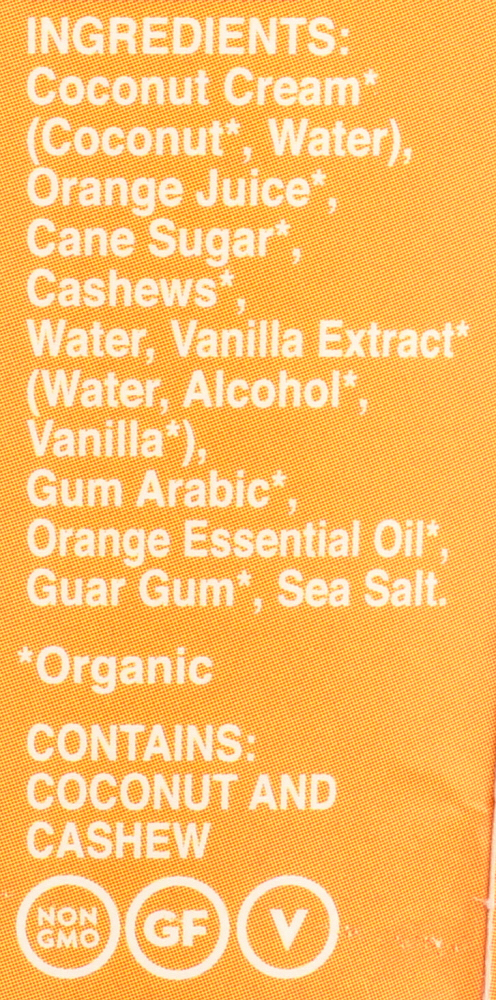 INGREDIENTS:
Coconut Cream*
(Coconut*, Water),
Orange Juice*,
Cane Sugar*,
Cashews*,
Water, Vanilla Extract*
(Water, Alcohol*,
Vanilla*),
Gum Arabic*,
Orange Essential Oil*,
Guar Gum*, Sea Salt.
*Organic
CONTAINS:
COCONUT AND
CASHEW
NON
GMO
GF
V